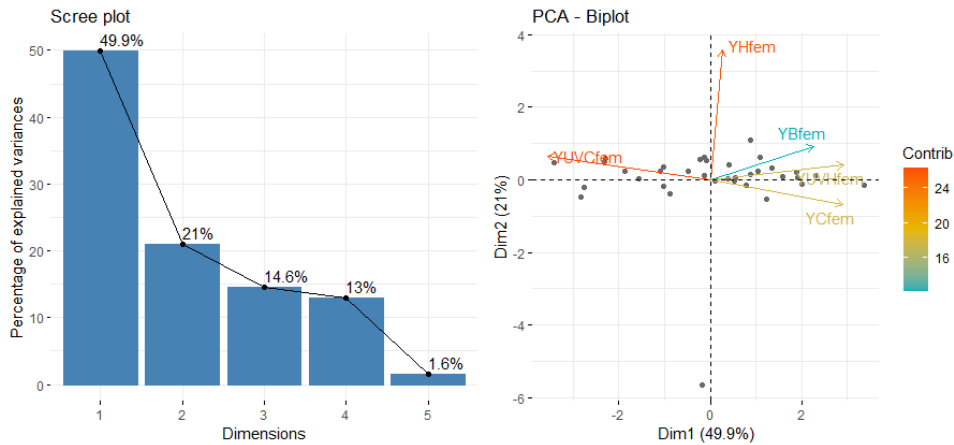 Scree plot
49.9%
21%
14.6%
13%
1.6%
50
40
30
20
10
0
Percentage of explained variances
1 2 3 4 5
Dimensions
PCA - Biplot
YHfem
YBfem
YUVCfem
YUVHfem
YCfem
4
2
0
-2
-4
-6
Dim2 (21%)
-2 0 2
Dim1 (49.9%)
Contrib
24
20
16